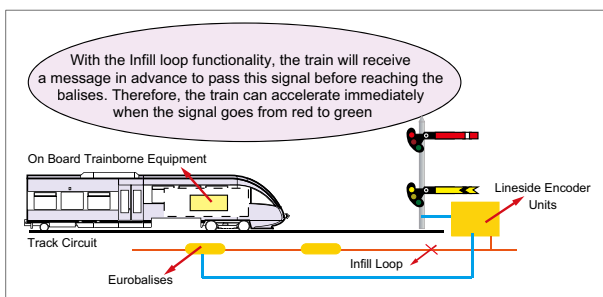 With the Infill loop functionality, the train will receive
a message in advance to pass this signal before reaching the
balises. Therefore, the train can accelerate immediately
when the signal goes from red to green
On Board Trainborne Equipment
Lineside Encoder
Units
Track Circuit
Infill Loop
Eurobalises